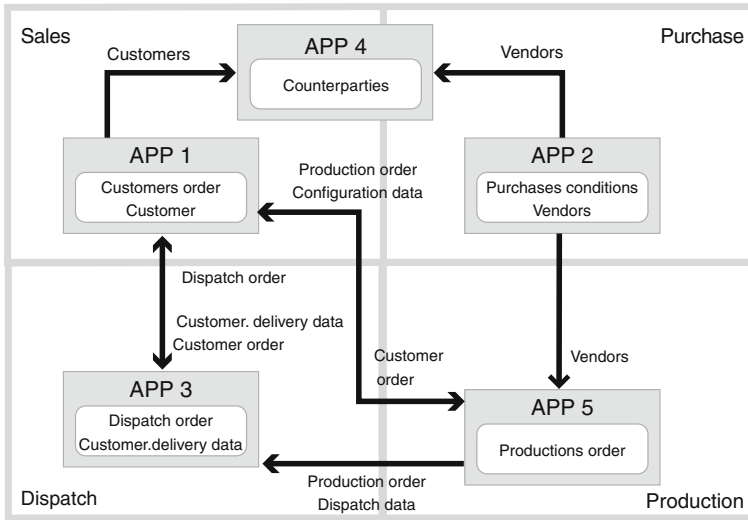 Sales
Purchase
Customers
APP 4
Vendors
Counterparties
APP 1
Customers order
Customer
Production order
Configuration data
APP 2
Purchases conditions
Vendors
Dispatch order
Customer. delivery data
Customer order
Customer
order
Vendors
APP 3
Dispatch order
Customer.delivery data
APP 5
Productions order
Production order
Dispatch data
Dispatch
Production